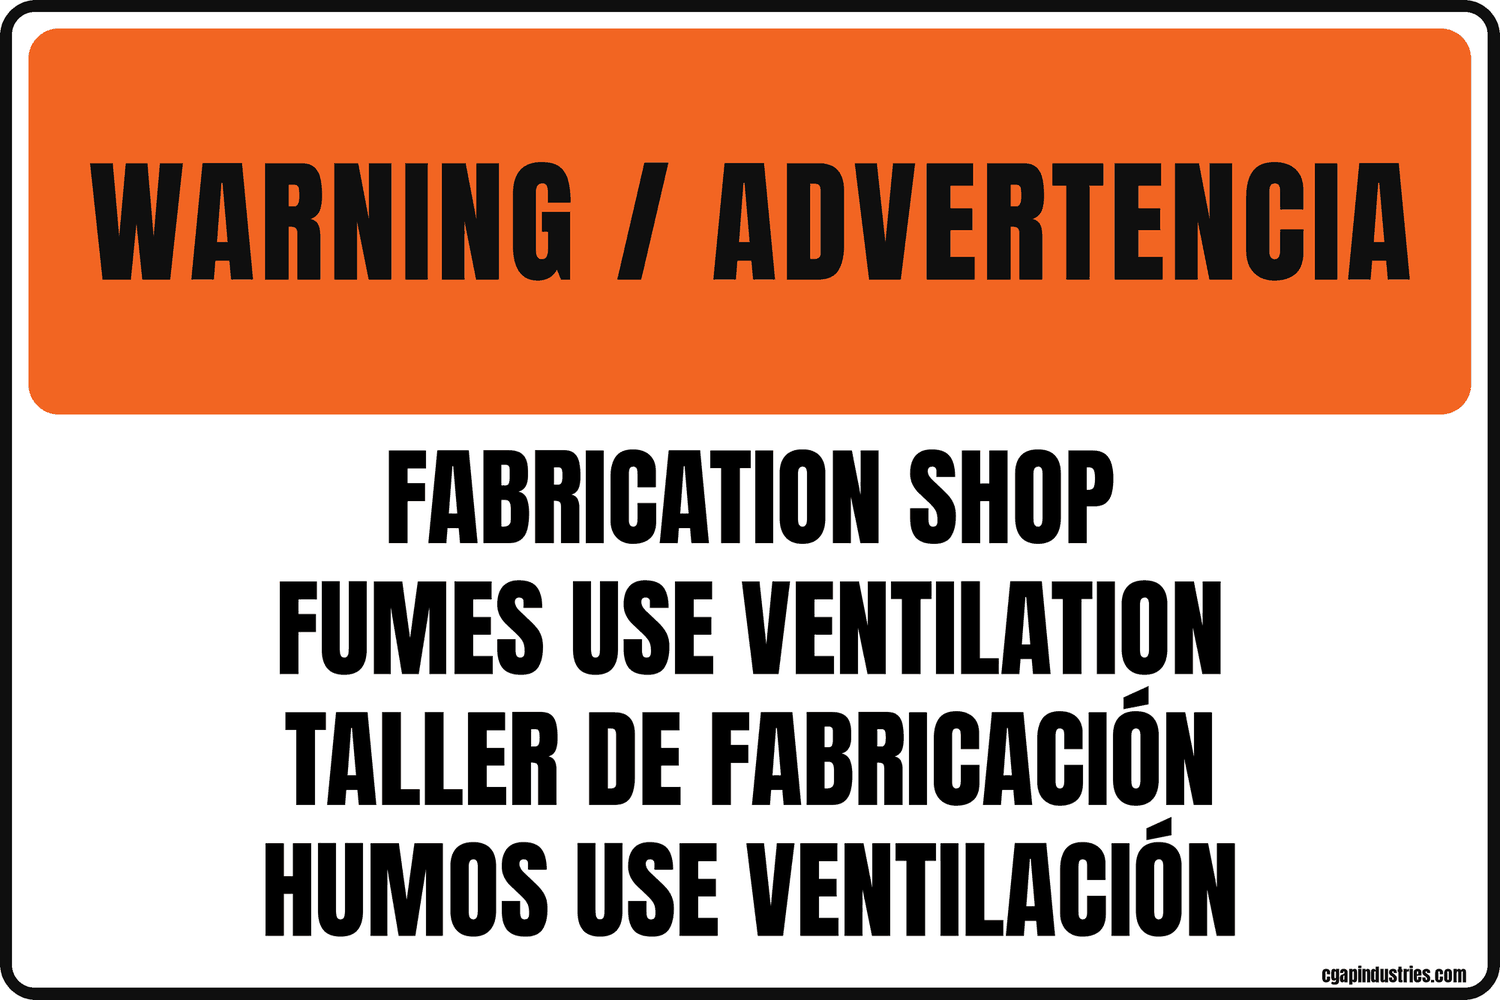 WARNING / ADVERTENCIA
FABRICATION SHOP
FUMES USE VENTILATION
TALLER DE FABRICACIÓN
HUMOS USE VENTILACIÓN
cgapindustries.com